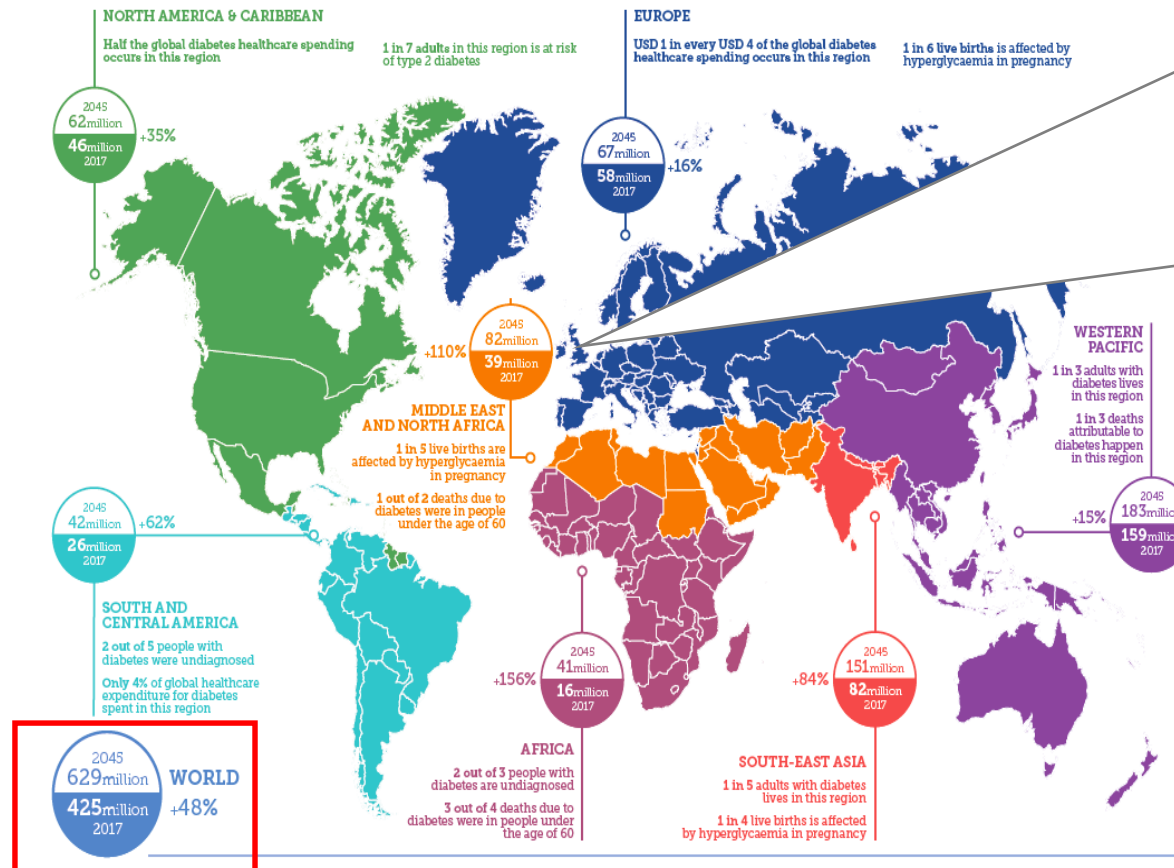 NORTH AMERICA & CARIBBEAN
Half the global diabetes healthcare spending
occurs in this region
1 in 7 adults in this region is at risk
of type 2 diabetes
2045
62million
46million
2017
+35%
EUROPE
USD 1 in every USD 4 of the global diabetes
healthcare spending occurs in this region
1 in 6 live births is affected by
hyperglycaemia in pregnancy
2045
67million
58million
2017
+16%
2045
82million
39million
2017
+110%
MIDDLE EAST
AND NORTH AFRICA
1 in 5 live births are
affected by hyperglycaemia
in pregnancy
1 out of 2 deaths due to
diabetes were in people
under the age of 60
WESTERN
PACIFIC
1 in 3 adults with
diabetes lives
in this region
1 in 3 deaths
attributable to
diabetes happen
in this region
2045
183million
159million
2017
+15%
2045
42million
26million
2017
+62%
SOUTH AND
CENTRAL AMERICA
2 out of 5 people with
diabetes were undiagnosed
Only 4% of global healthcare
expenditure for diabetes
spent in this region
2045
41million
16million
2017
+156%
AFRICA
2 out of 3 people with
diabetes are undiagnosed
3 out of 4 deaths due to
diabetes were in people under
the age of 60
2045
151million
82million
2017
+84%
SOUTH-EAST ASIA
1 in 5 adults with diabetes
lives in this region
1 in 4 live births is affected
by hyperglycaemia in pregnancy
2045
629million
425million
2017
WORLD
+48%